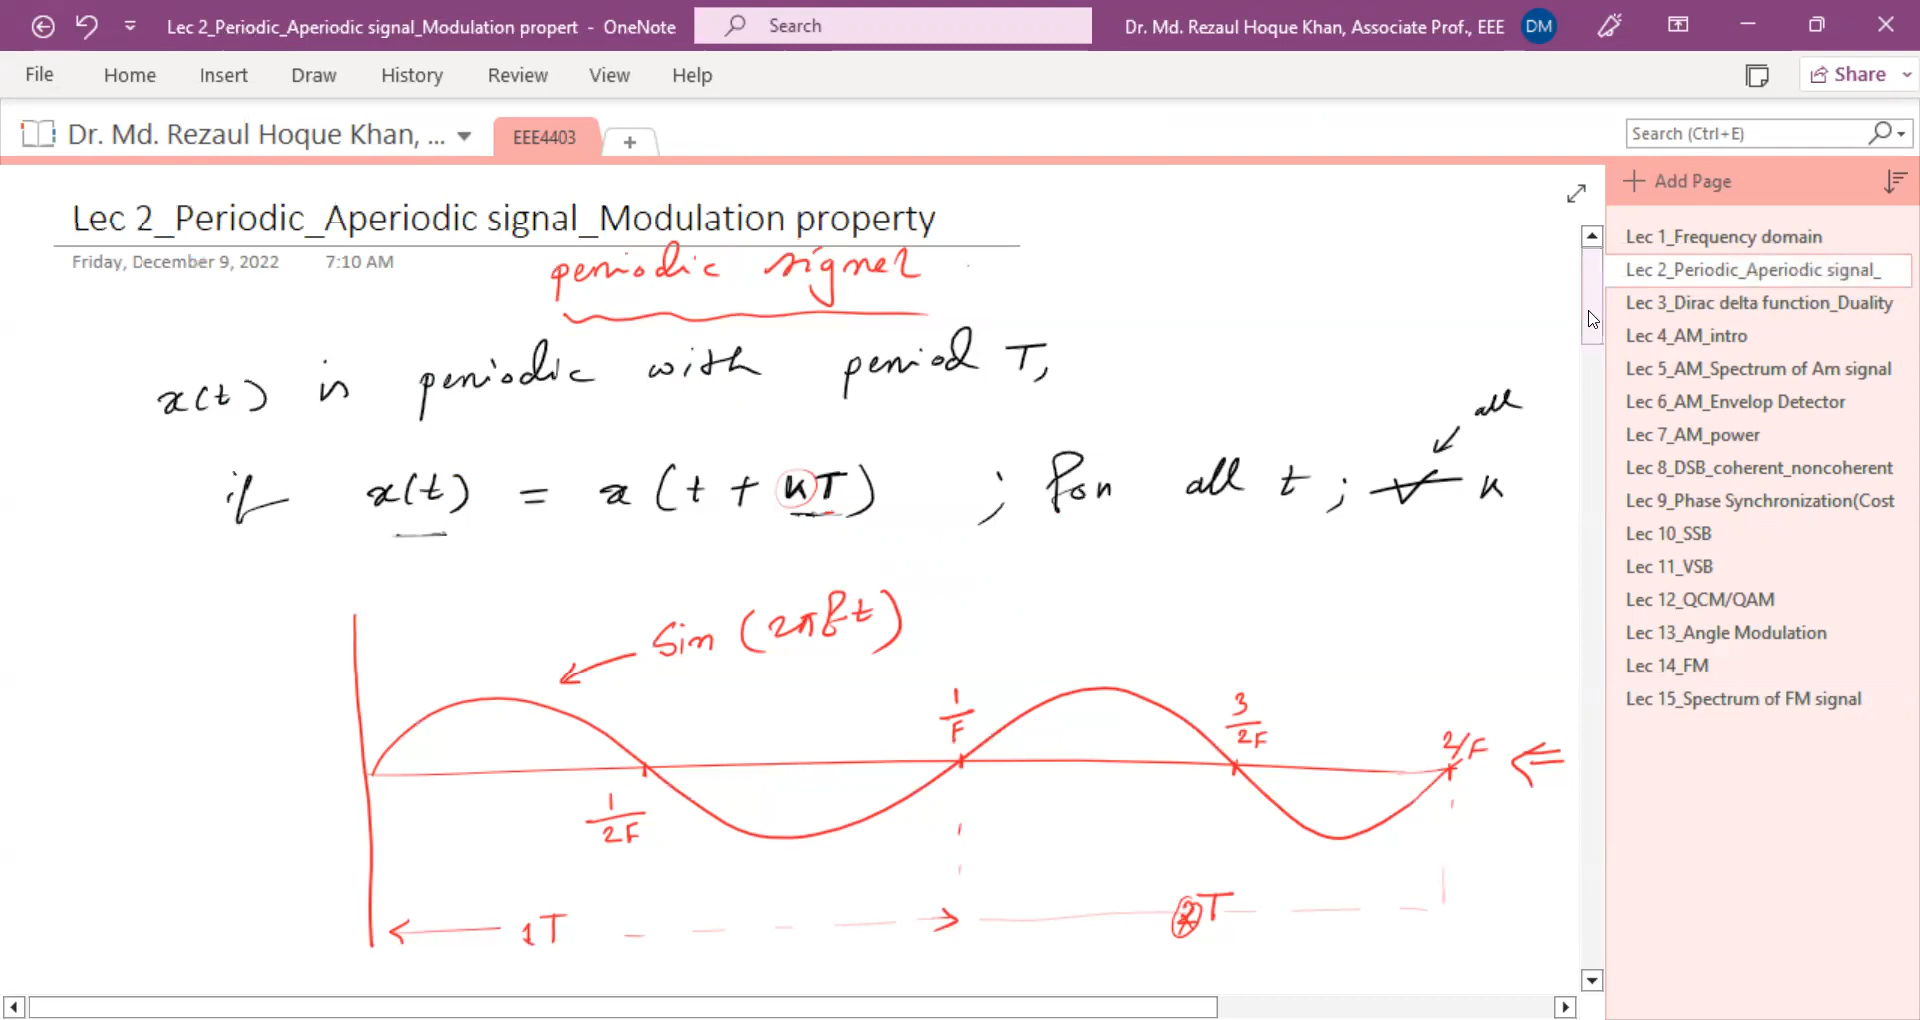 Lec 2_Periodic_Aperiodic signal_Modulation propert - OneNote
Search
Dr. Md. Rezaul Hoque Khan, Associate Prof., EEE
DM
File Home Insert Draw History Review View Help
Share
Dr. Md. Rezaul Hoque Khan, ...
EEE4403
Search (Ctrl+E)
Add Page
Lec 2_Periodic_Aperiodic signal_Modulation property
Friday, December 9, 2022 7:10 AM
periodic signal
x(t) is periodic with period T,
all
if x(t) = x(t + kT) ; for all t; ∀ k
Sin (2πft)
1/F
3/2F
2/F
1/2F
1T
2T
Lec 1_Frequency domain
Lec 2_Periodic_Aperiodic signal_
Lec 3_Dirac delta function_Duality
Lec 4_AM_intro
Lec 5_AM_Spectrum of Am signal
Lec 6_AM_Envelop Detector
Lec 7_AM_power
Lec 8_DSB_coherent_noncoherent
Lec 9_Phase Synchronization(Cost
Lec 10_SSB
Lec 11_VSB
Lec 12_QCM/QAM
Lec 13_Angle Modulation
Lec 14_FM
Lec 15_Spectrum of FM signal